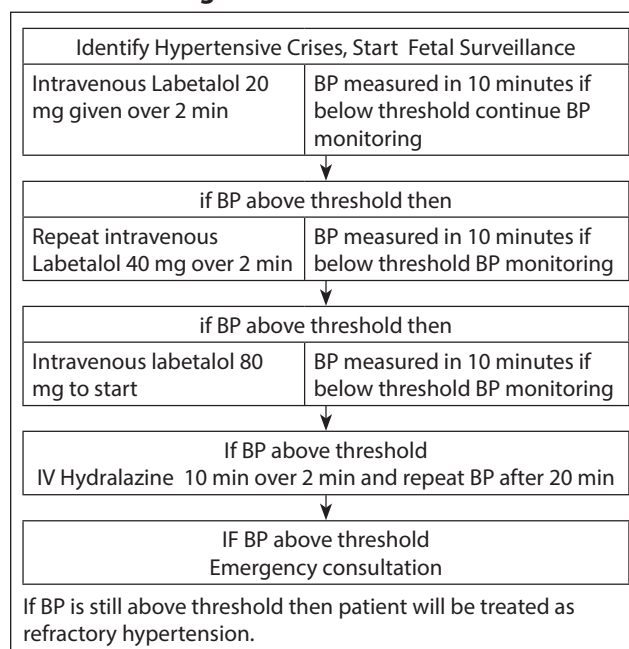 Identify Hypertensive Crises, Start Fetal Surveillance
Intravenous Labetalol 20
mg given over 2 min
BP measured in 10 minutes if
below threshold continue BP
monitoring
if BP above threshold then
Repeat intravenous
Labetalol 40 mg over 2 min
BP measured in 10 minutes if
below threshold BP monitoring
if BP above threshold then
Intravenous labetalol 80
mg to start
BP measured in 10 minutes if
below threshold BP monitoring
If BP above threshold
IV Hydralazine 10 min over 2 min and repeat BP after 20 min
IF BP above threshold
Emergency consultation
If BP is still above threshold then patient will be treated as
refractory hypertension.